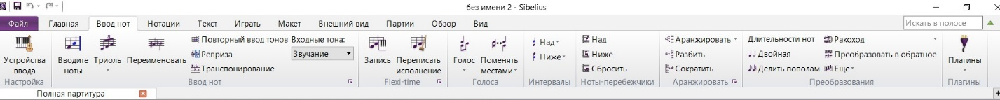 без имени 2 - Sibelius
Файл Главная Ввод нот Нотации Текст Играть Макет Внешний вид Партии Обзор Вид Искать в полосе
Устройства ввода
Настройка
Вводите ноты
Триоль
Переименовать
Повторный ввод тонов
Реприза
Транспонирование
Входные тона:
Звучание
Ввод нот
Запись
Переписать исполнение
Flexi-time
Голос
Поменять местами
Голоса
Над
Ниже
Интервалы
Над
Ниже
Сбросить
Ноты-перебежчики
Аранжировать
Разбить
Сократить
Аранжировать
Длительности нот
Двойная
Делить пополам
Ракоход
Преобразовать в обратное
Еще
Преобразования
Плагины
Плагины
Полная партитура